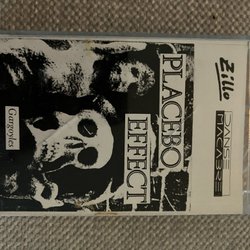 Zillo
DANSE
MACABRE
PLACEBO
EFFECT
Gargoyles